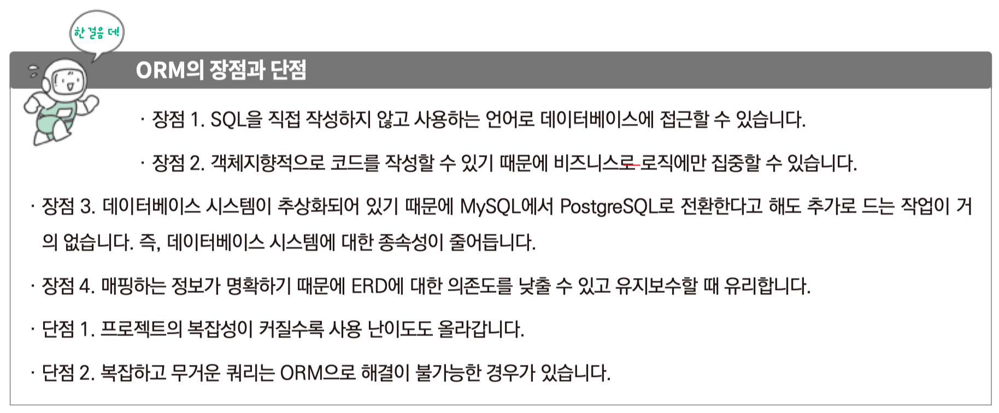 한 걸음 더!
ORM의 장점과 단점
· 장점 1. SQL을 직접 작성하지 않고 사용하는 언어로 데이터베이스에 접근할 수 있습니다.
· 장점 2. 객체지향적으로 코드를 작성할 수 있기 때문에 비즈니스로 로직에만 집중할 수 있습니다.
· 장점 3. 데이터베이스 시스템이 추상화되어 있기 때문에 MySQL에서 PostgreSQL로 전환한다고 해도 추가로 드는 작업이 거
의 없습니다. 즉, 데이터베이스 시스템에 대한 종속성이 줄어듭니다.
· 장점 4. 매핑하는 정보가 명확하기 때문에 ERD에 대한 의존도를 낮출 수 있고 유지보수할 때 유리합니다.
· 단점 1. 프로젝트의 복잡성이 커질수록 사용 난이도도 올라갑니다.
· 단점 2. 복잡하고 무거운 쿼리는 ORM으로 해결이 불가능한 경우가 있습니다.